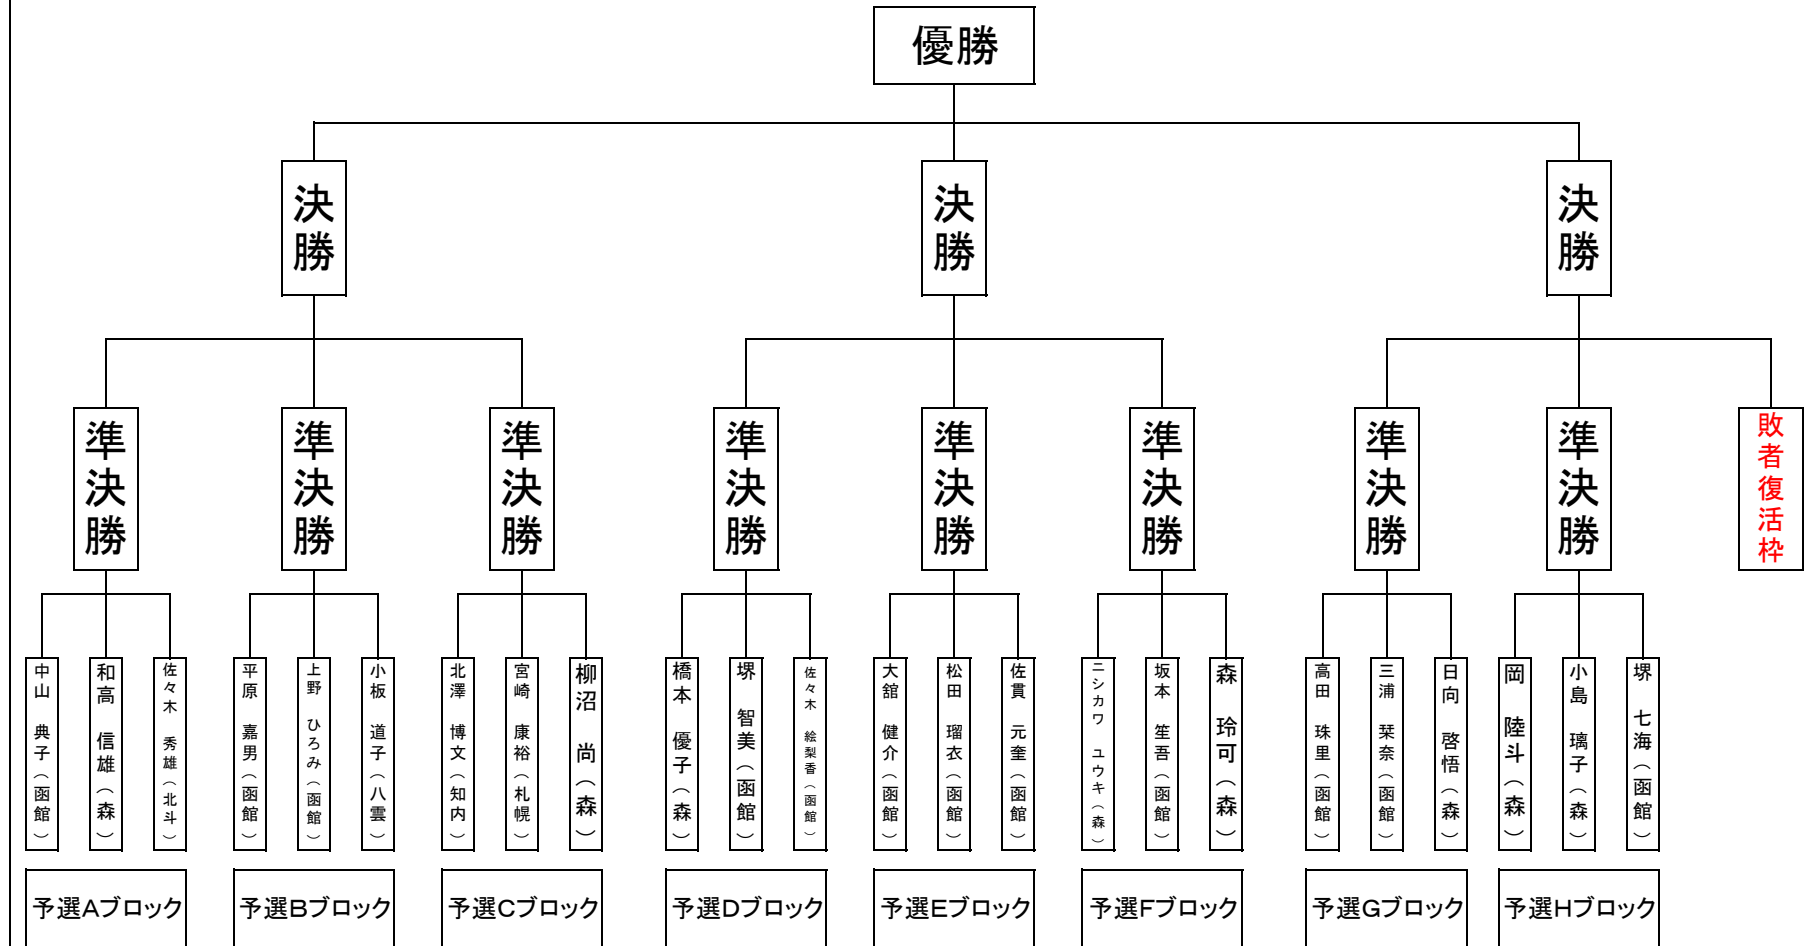 優勝
決勝
決勝
決勝
準決勝
準決勝
準決勝
準決勝
準決勝
準決勝
準決勝
準決勝
敗者復活枠
中山　典子（函館）
和高　信雄（森）
佐々木　秀雄（北斗）
平原　嘉男（函館）
上野　ひろみ（函館）
小板　道子（八雲）
北澤　博文（知内）
宮崎　康裕（札幌）
柳沼　尚（森）
橋本　優子（森）
堺　智美（函館）
佐々木　絵梨香（函館）
大舘　健介（函館）
松田　瑠衣（函館）
佐貫　元奎（函館）
ニシカワ　ユウキ（森）
坂本　笙吾（函館）
森　玲可（森）
高田　珠里（函館）
三浦　栞奈（函館）
日向　啓悟（森）
岡　陸斗（森）
小島　璃子（森）
堺　七海（函館）
予選Aブロック
予選Bブロック
予選Cブロック
予選Dブロック
予選Eブロック
予選Fブロック
予選Gブロック
予選Hブロック